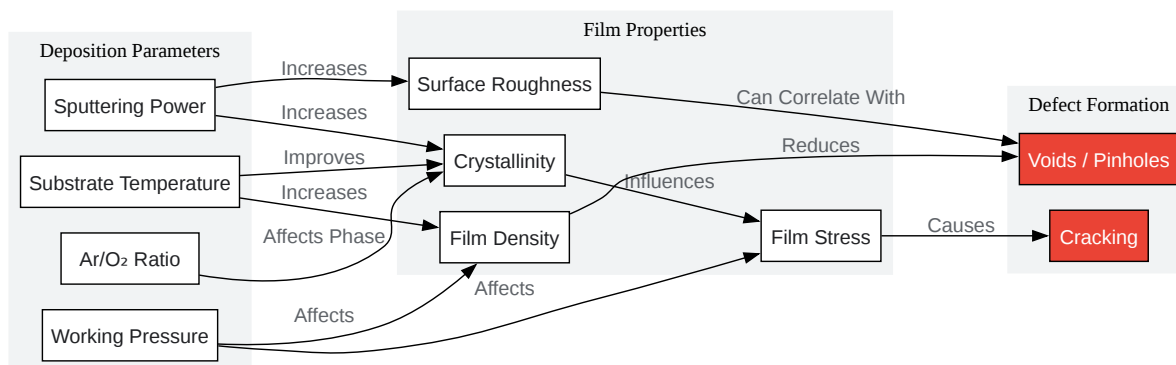 Deposition Parameters
Sputtering Power
Substrate Temperature
Ar/O₂ Ratio
Working Pressure
Increases
Increases
Improves
Increases
Affects Phase
Affects
Affects
Film Properties
Surface Roughness
Crystallinity
Film Density
Film Stress
Influences
Can Correlate With
Reduces
Causes
Defect Formation
Voids / Pinholes
Cracking